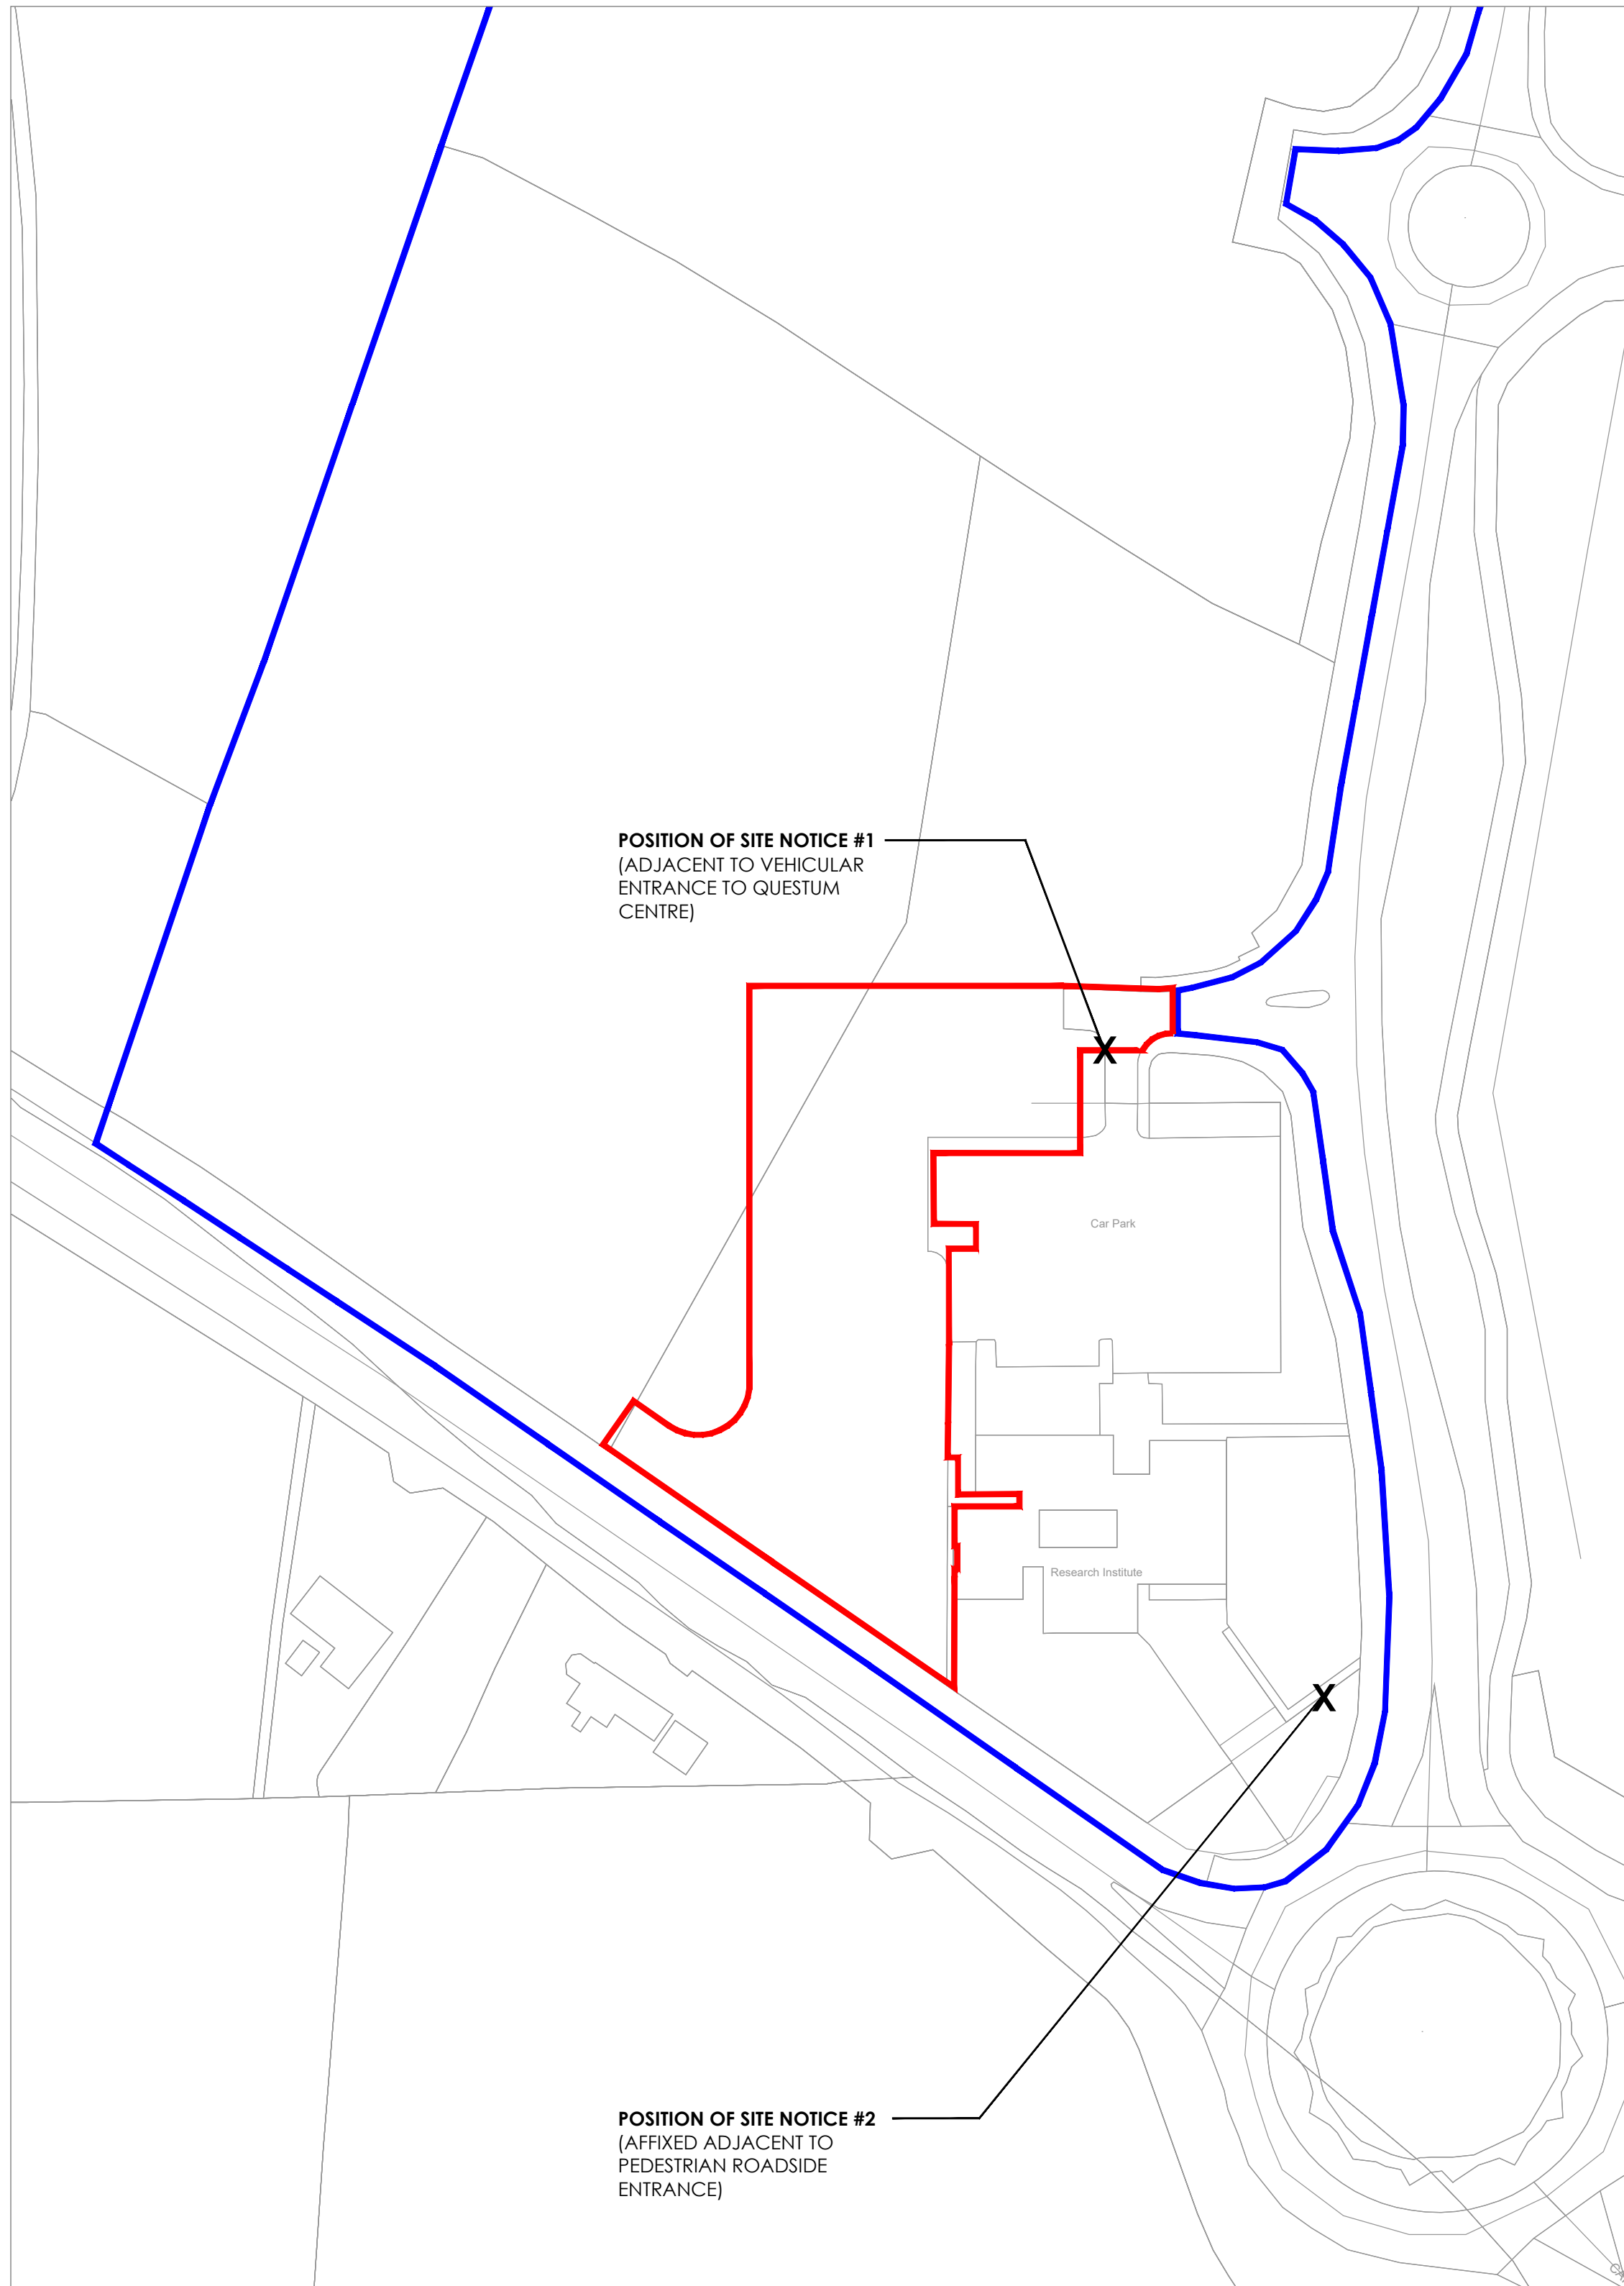 POSITION OF SITE NOTICE #1
(ADJACENT TO VEHICULAR
ENTRANCE TO QUESTUM
CENTRE)
X
Car Park
Research Institute
X
POSITION OF SITE NOTICE #2
(AFFIXED ADJACENT TO
PEDESTRIAN ROADSIDE
ENTRANCE)